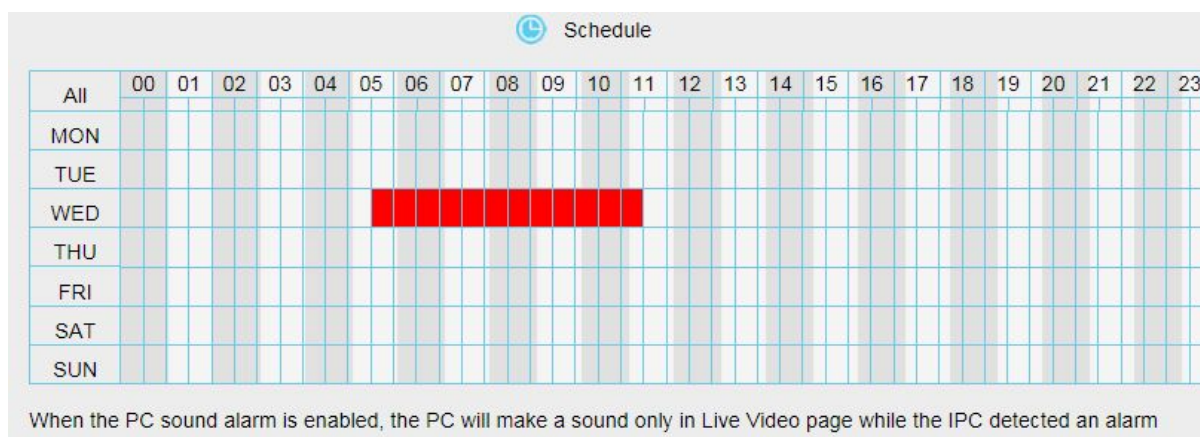 Schedule
All 00 01 02 03 04 05 06 07 08 09 10 11 12 13 14 15 16 17 18 19 20 21 22 23
MON
TUE
WED
THU
FRI
SAT
SUN
When the PC sound alarm is enabled, the PC will make a sound only in Live Video page while the IPC detected an alarm